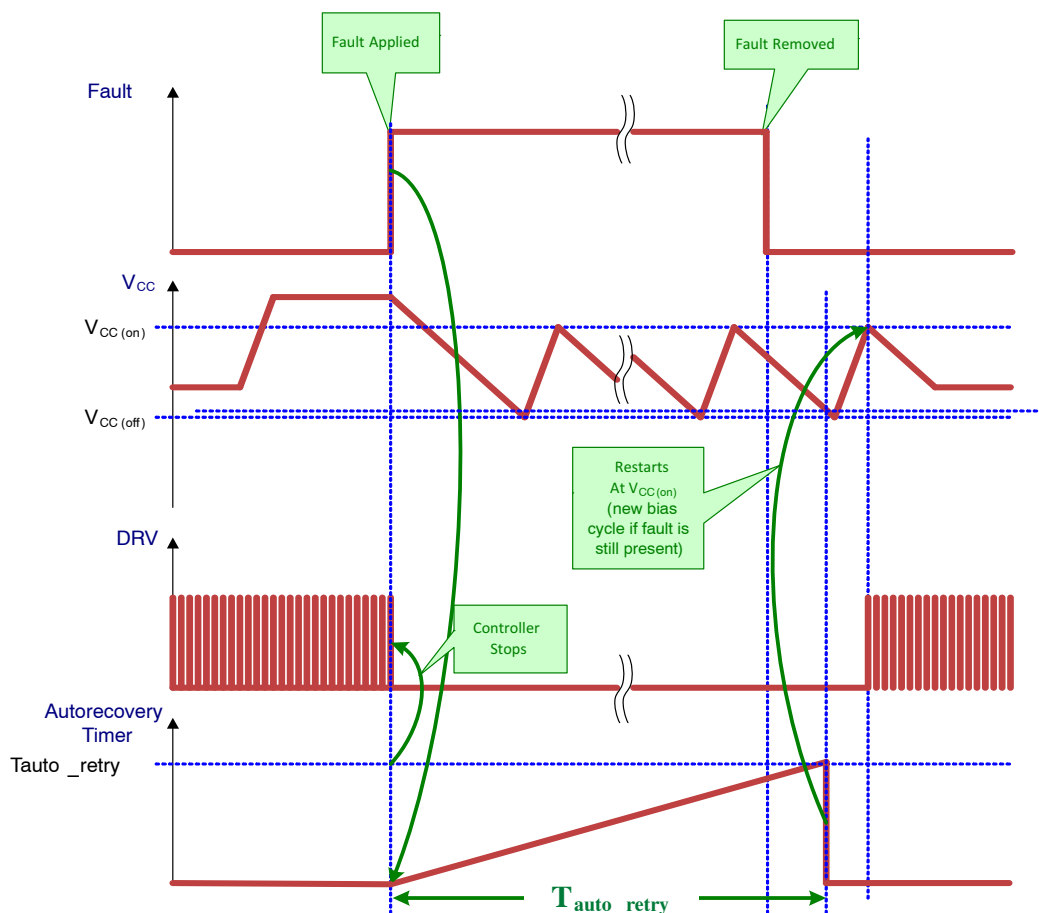 Fault Applied
Fault Removed
Fault
VCC
VCC (on)
VCC (off)
Restarts
At VCC(on)
(new bias
cycle if fault is
still present)
DRV
Controller
Stops
Autorecovery
Timer
Tauto _retry
Tauto retry